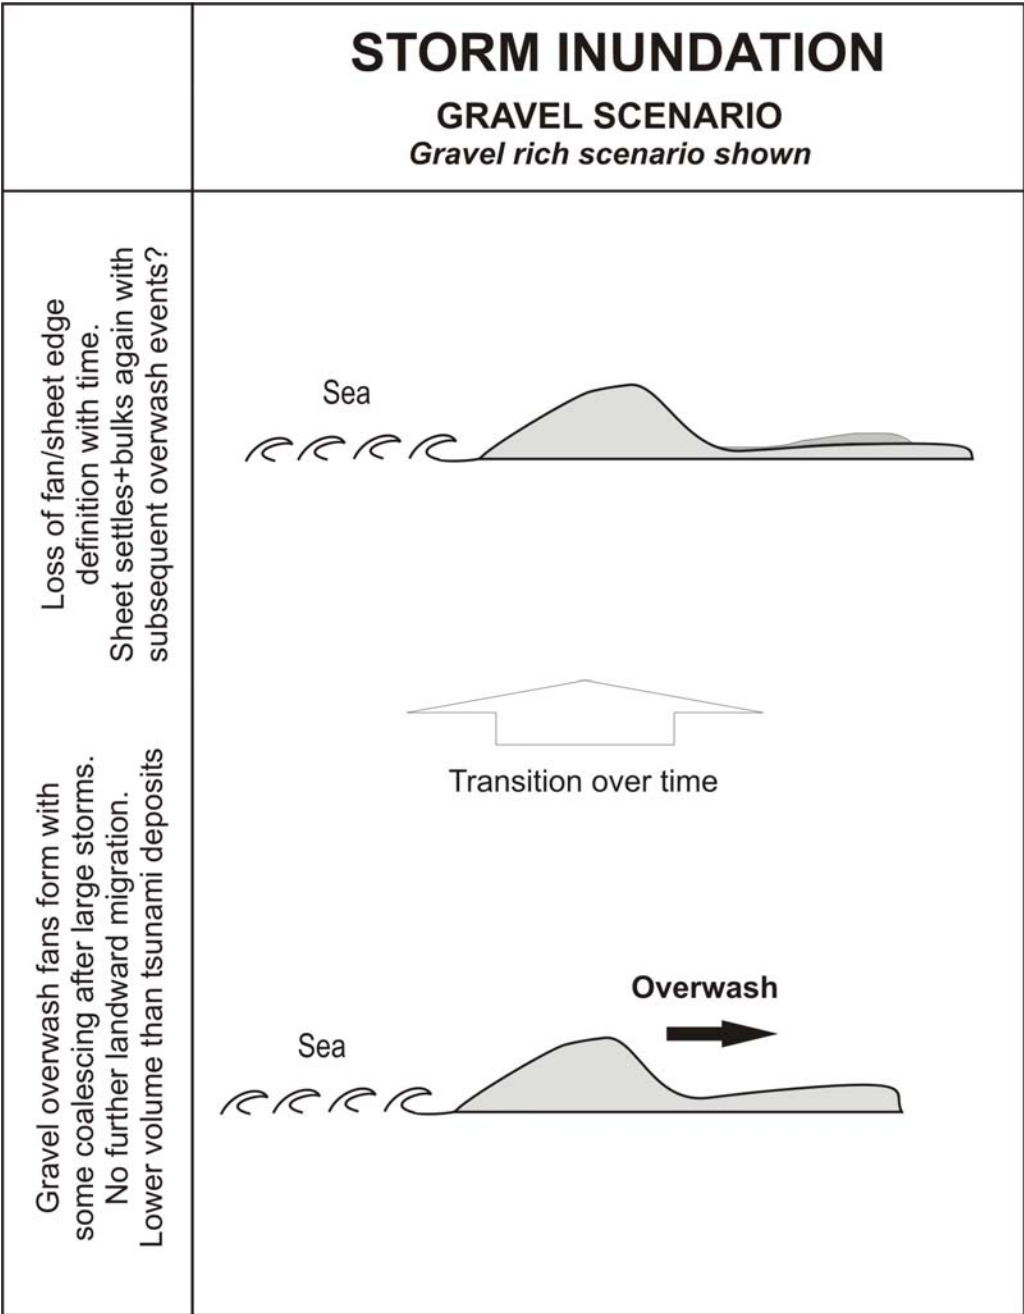 STORM INUNDATION
GRAVEL SCENARIO
Gravel rich scenario shown
Loss of fan/sheet edge
definition with time.
Sheet settles+bulks again with
subsequent overwash events?
Sea
Transition over time
Gravel overwash fans form with
some coalescing after large storms.
No further landward migration.
Lower volume than tsunami deposits
Overwash
Sea